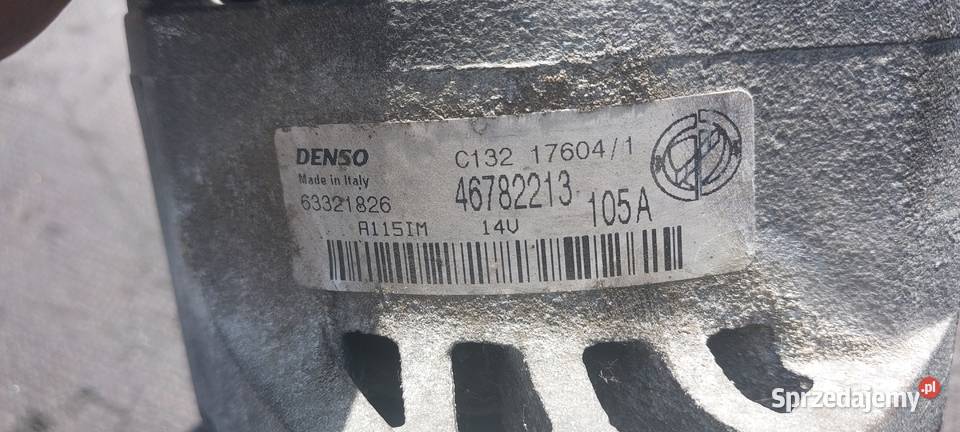 DENSO C132 17604/1
Made in Italy 46782213
63321826 105A
A115IM 14V
Sprzedajemy.pl